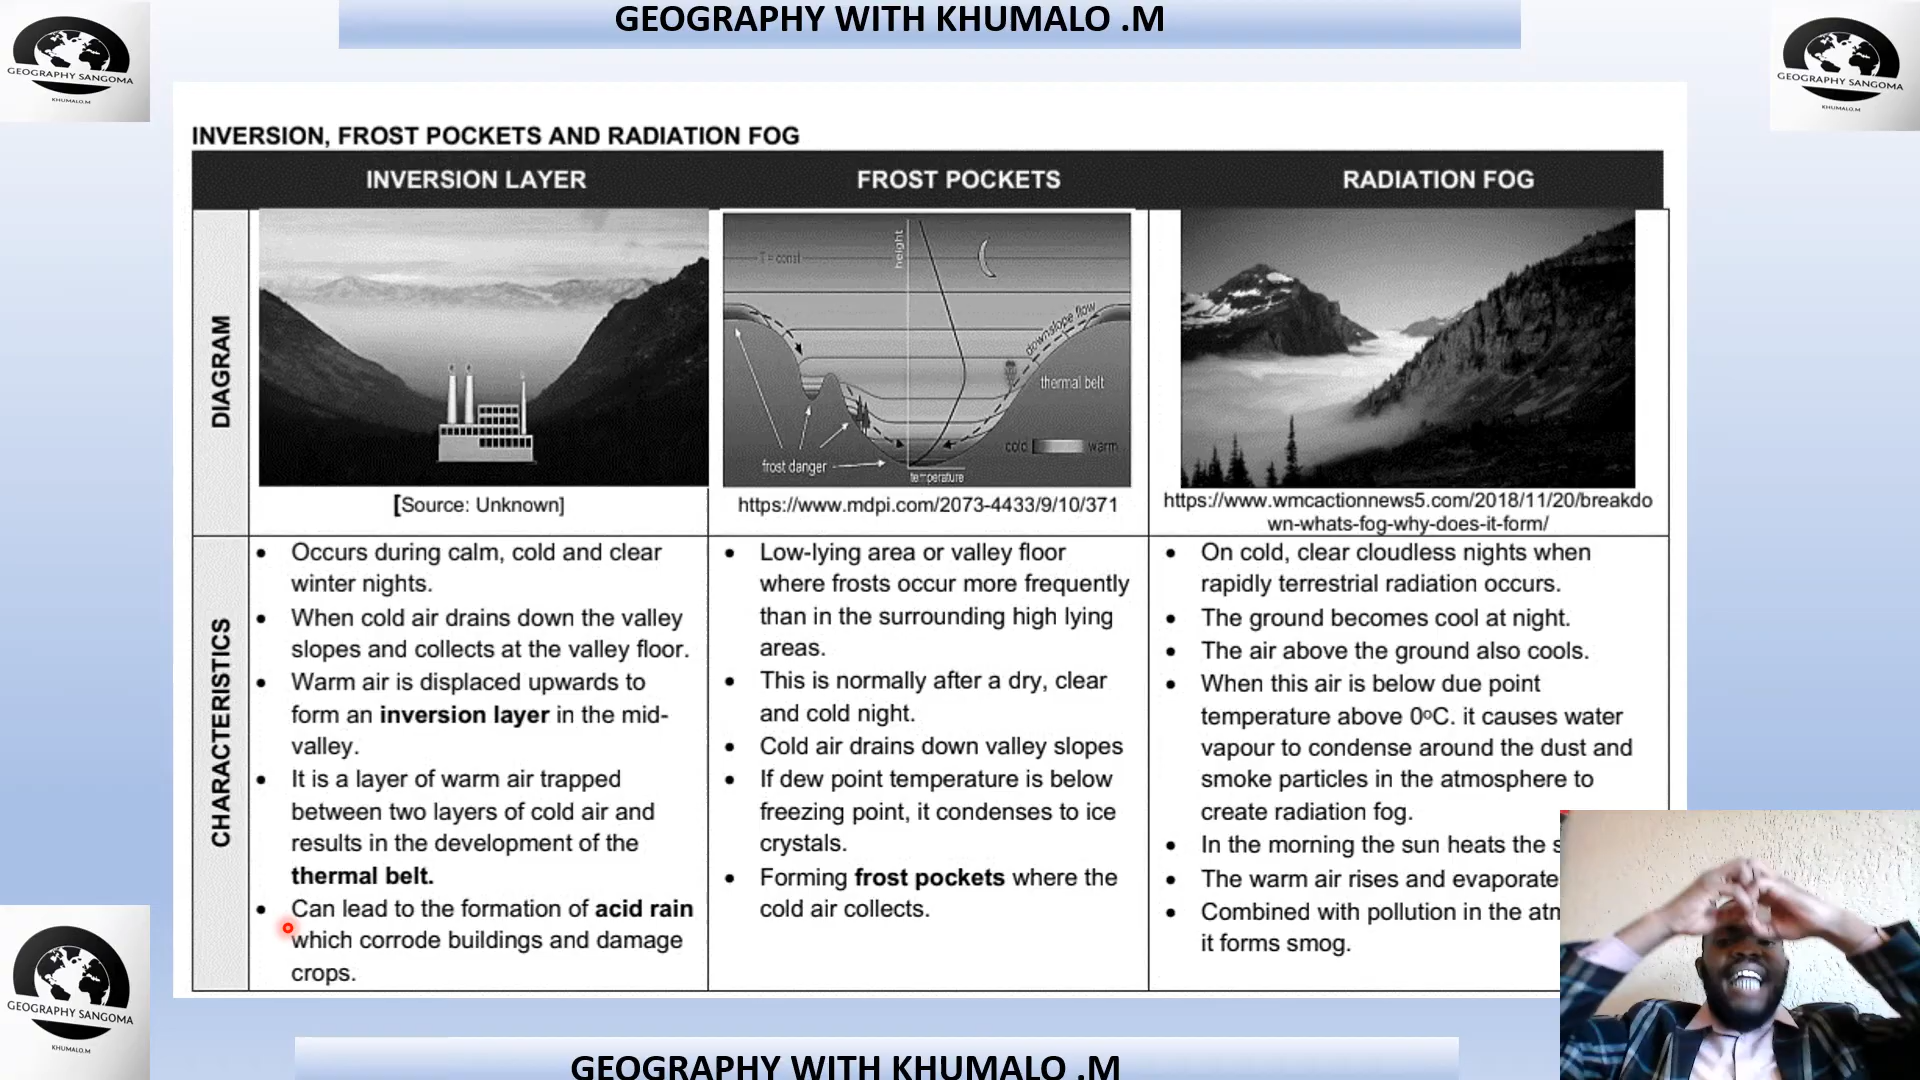 GEOGRAPHY WITH KHUMALO .M
GEOGRAPHY SANGOMA
KHUMALO.M
GEOGRAPHY SANGOMA
KHUMALO.M
INVERSION, FROST POCKETS AND RADIATION FOG
INVERSION LAYER
FROST POCKETS
RADIATION FOG
DIAGRAM
height
T = const
downslope flow
thermal belt
cold
warm
frost danger
temperature
[Source: Unknown]
https://www.mdpi.com/2073-4433/9/10/371
https://www.wmcactionnews5.com/2018/11/20/breakdo
wn-whats-fog-why-does-it-form/
CHARACTERISTICS
• Occurs during calm, cold and clear
winter nights.
• When cold air drains down the valley
slopes and collects at the valley floor.
• Warm air is displaced upwards to
form an inversion layer in the mid-
valley.
• It is a layer of warm air trapped
between two layers of cold air and
results in the development of the
thermal belt.
• Can lead to the formation of acid rain
which corrode buildings and damage
crops.
• Low-lying area or valley floor
where frosts occur more frequently
than in the surrounding high lying
areas.
• This is normally after a dry, clear
and cold night.
• Cold air drains down valley slopes
• If dew point temperature is below
freezing point, it condenses to ice
crystals.
• Forming frost pockets where the
cold air collects.
• On cold, clear cloudless nights when
rapidly terrestrial radiation occurs.
• The ground becomes cool at night.
• The air above the ground also cools.
• When this air is below due point
temperature above 0ºC. it causes water
vapour to condense around the dust and
smoke particles in the atmosphere to
create radiation fog.
• In the morning the sun heats the
• The warm air rises and
• Combined with pollution in the
it forms smog.
GEOGRAPHY SANGOMA
KHUMALO.M
GEOGRAPHY WITH KHUMALO .M